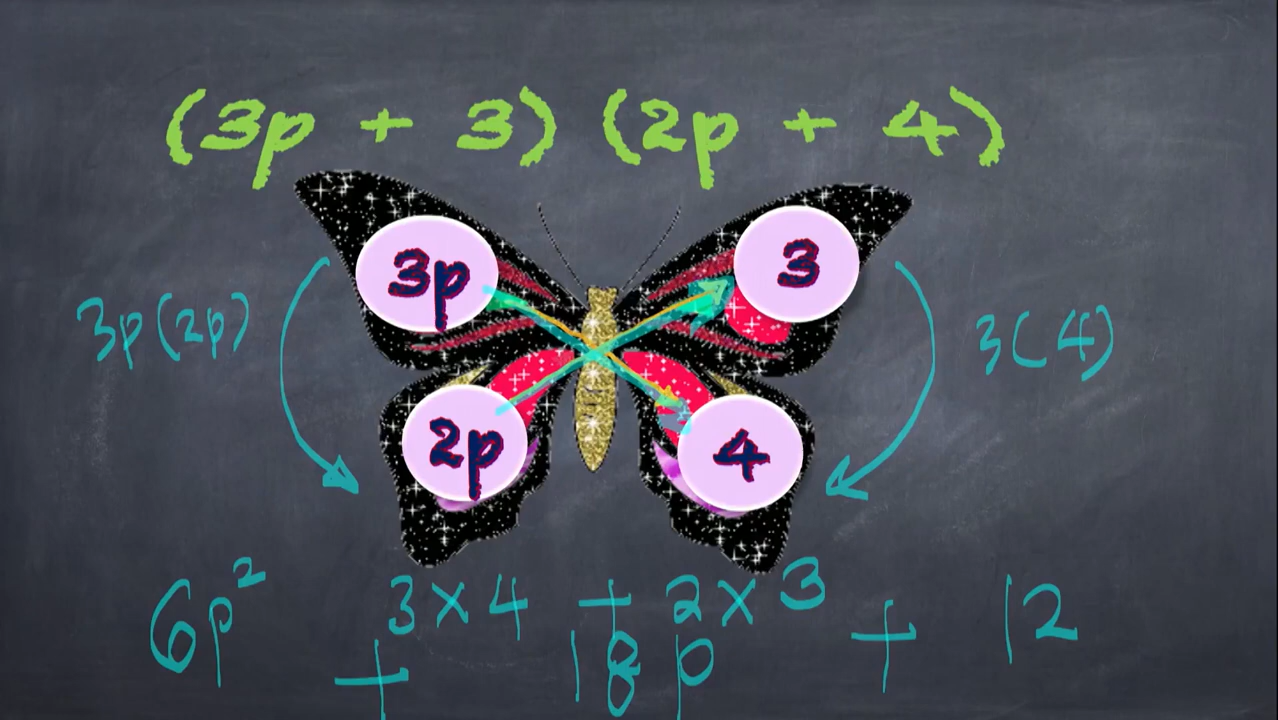 (3p + 3) (2p + 4)
3p 3
3p(2p) 3(4)
2p 4
3×4 + 2×3
6p² + 18p + 12